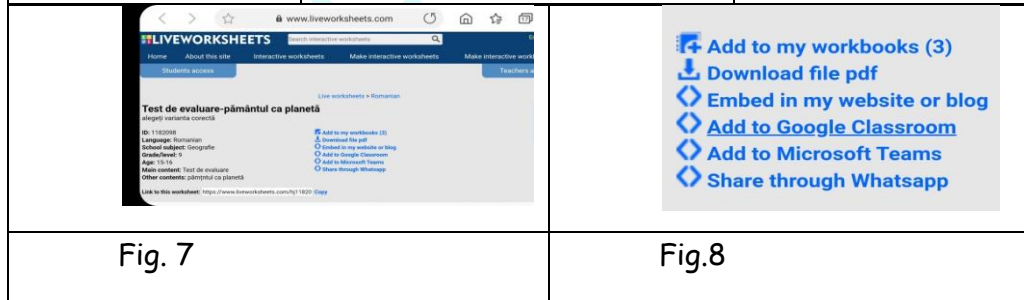 www.liveworksheets.com
LIVEWORKSHEETS
Search interactive worksheets
Home About this site Interactive worksheets Make interactive worksheets Make interactive work
Students access
Teachers a
Live worksheets > Romanian
Test de evaluare-pământul ca planetă
alegeți varianta corectă
ID: 1182098
Language: Romanian
School subject: Geografie
Grade/level: 9
Age: 15-16
Main content: Test de evaluare
Other contents: pămțntul ca planetă
Add to my workbooks (3)
Download file pdf
Embed in my website or blog
Add to Google Classroom
Add to Microsoft Teams
Share through Whatsapp
Link to this worksheet: Copy
Add to my workbooks (3)
Download file pdf
Embed in my website or blog
Add to Google Classroom
Add to Microsoft Teams
Share through Whatsapp
Fig. 7
Fig.8